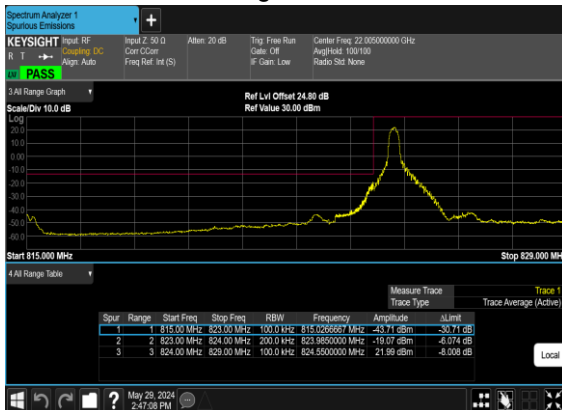 Spectrum Analyzer 1
Spurious Emissions
KEYSIGHT Input: RF Input Z: 50 Ω Atten: 20 dB Trig: Free Run Center Freq: 22.005000000 GHz
R T Coupling: DC Corr CCorr Gate: Off Avg|Hold: 100/100
Align: Auto Freq Ref: Int (S) IF Gain: Low Radio Std: None
PASS
3 All Range Graph
Ref Lvl Offset 24.80 dB
Scale/Div 10.0 dB Ref Value 30.00 dBm
Log
20.0
10.0
0.00
-10.0
-20.0
-30.0
-40.0
-50.0
-60.0
Start 815.000 MHz Stop 829.000 MHz
4 All Range Table
Measure Trace Trace 1
Trace Type Trace Average (Active)
Spur Range Start Freq Stop Freq RBW Frequency Amplitude ΔLimit
1 1 815.00 MHz 823.00 MHz 100.0 kHz 815.0266667 MHz -43.71 dBm -30.71 dB
2 2 823.00 MHz 824.00 MHz 200.0 kHz 823.9850000 MHz -19.07 dBm -6.074 dB
3 3 824.00 MHz 829.00 MHz 100.0 kHz 824.5500000 MHz 21.99 dBm -8.008 dB
Local
May 29, 2024
2:47:08 PM